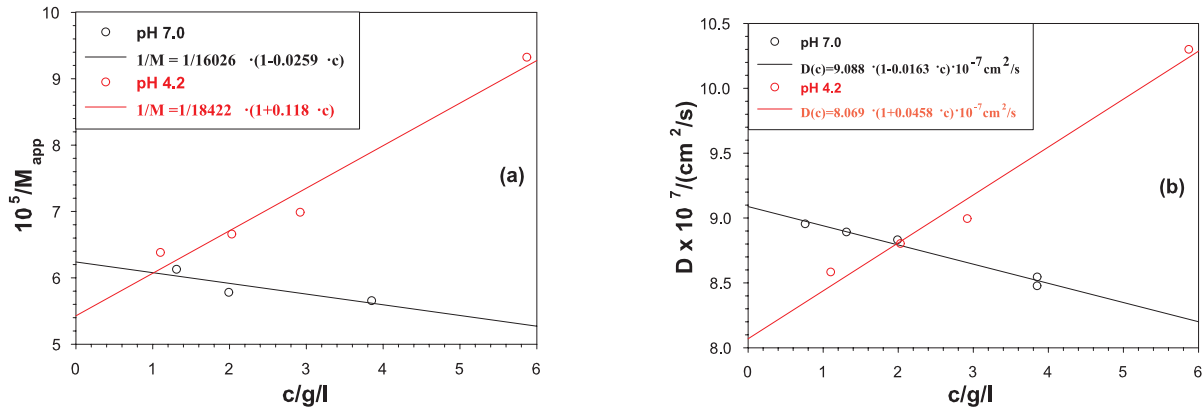 10
9
8
7
6
5
10⁵/M_app
pH 7.0
1/M = 1/16026 ·(1-0.0259 ·c)
pH 4.2
1/M =1/18422 ·(1+0.118 ·c)
(a)
0 1 2 3 4 5 6
c/g/l
10.5
10.0
9.5
9.0
8.5
8.0
D x 10⁷/(cm²/s)
pH 7.0
D(c)=9.088 ·(1-0.0163 ·c)·10⁻⁷cm²/s
pH 4.2
D(c)=8.069 ·(1+0.0458 ·c)·10⁻⁷cm²/s
(b)
0 1 2 3 4 5 6
c/g/l